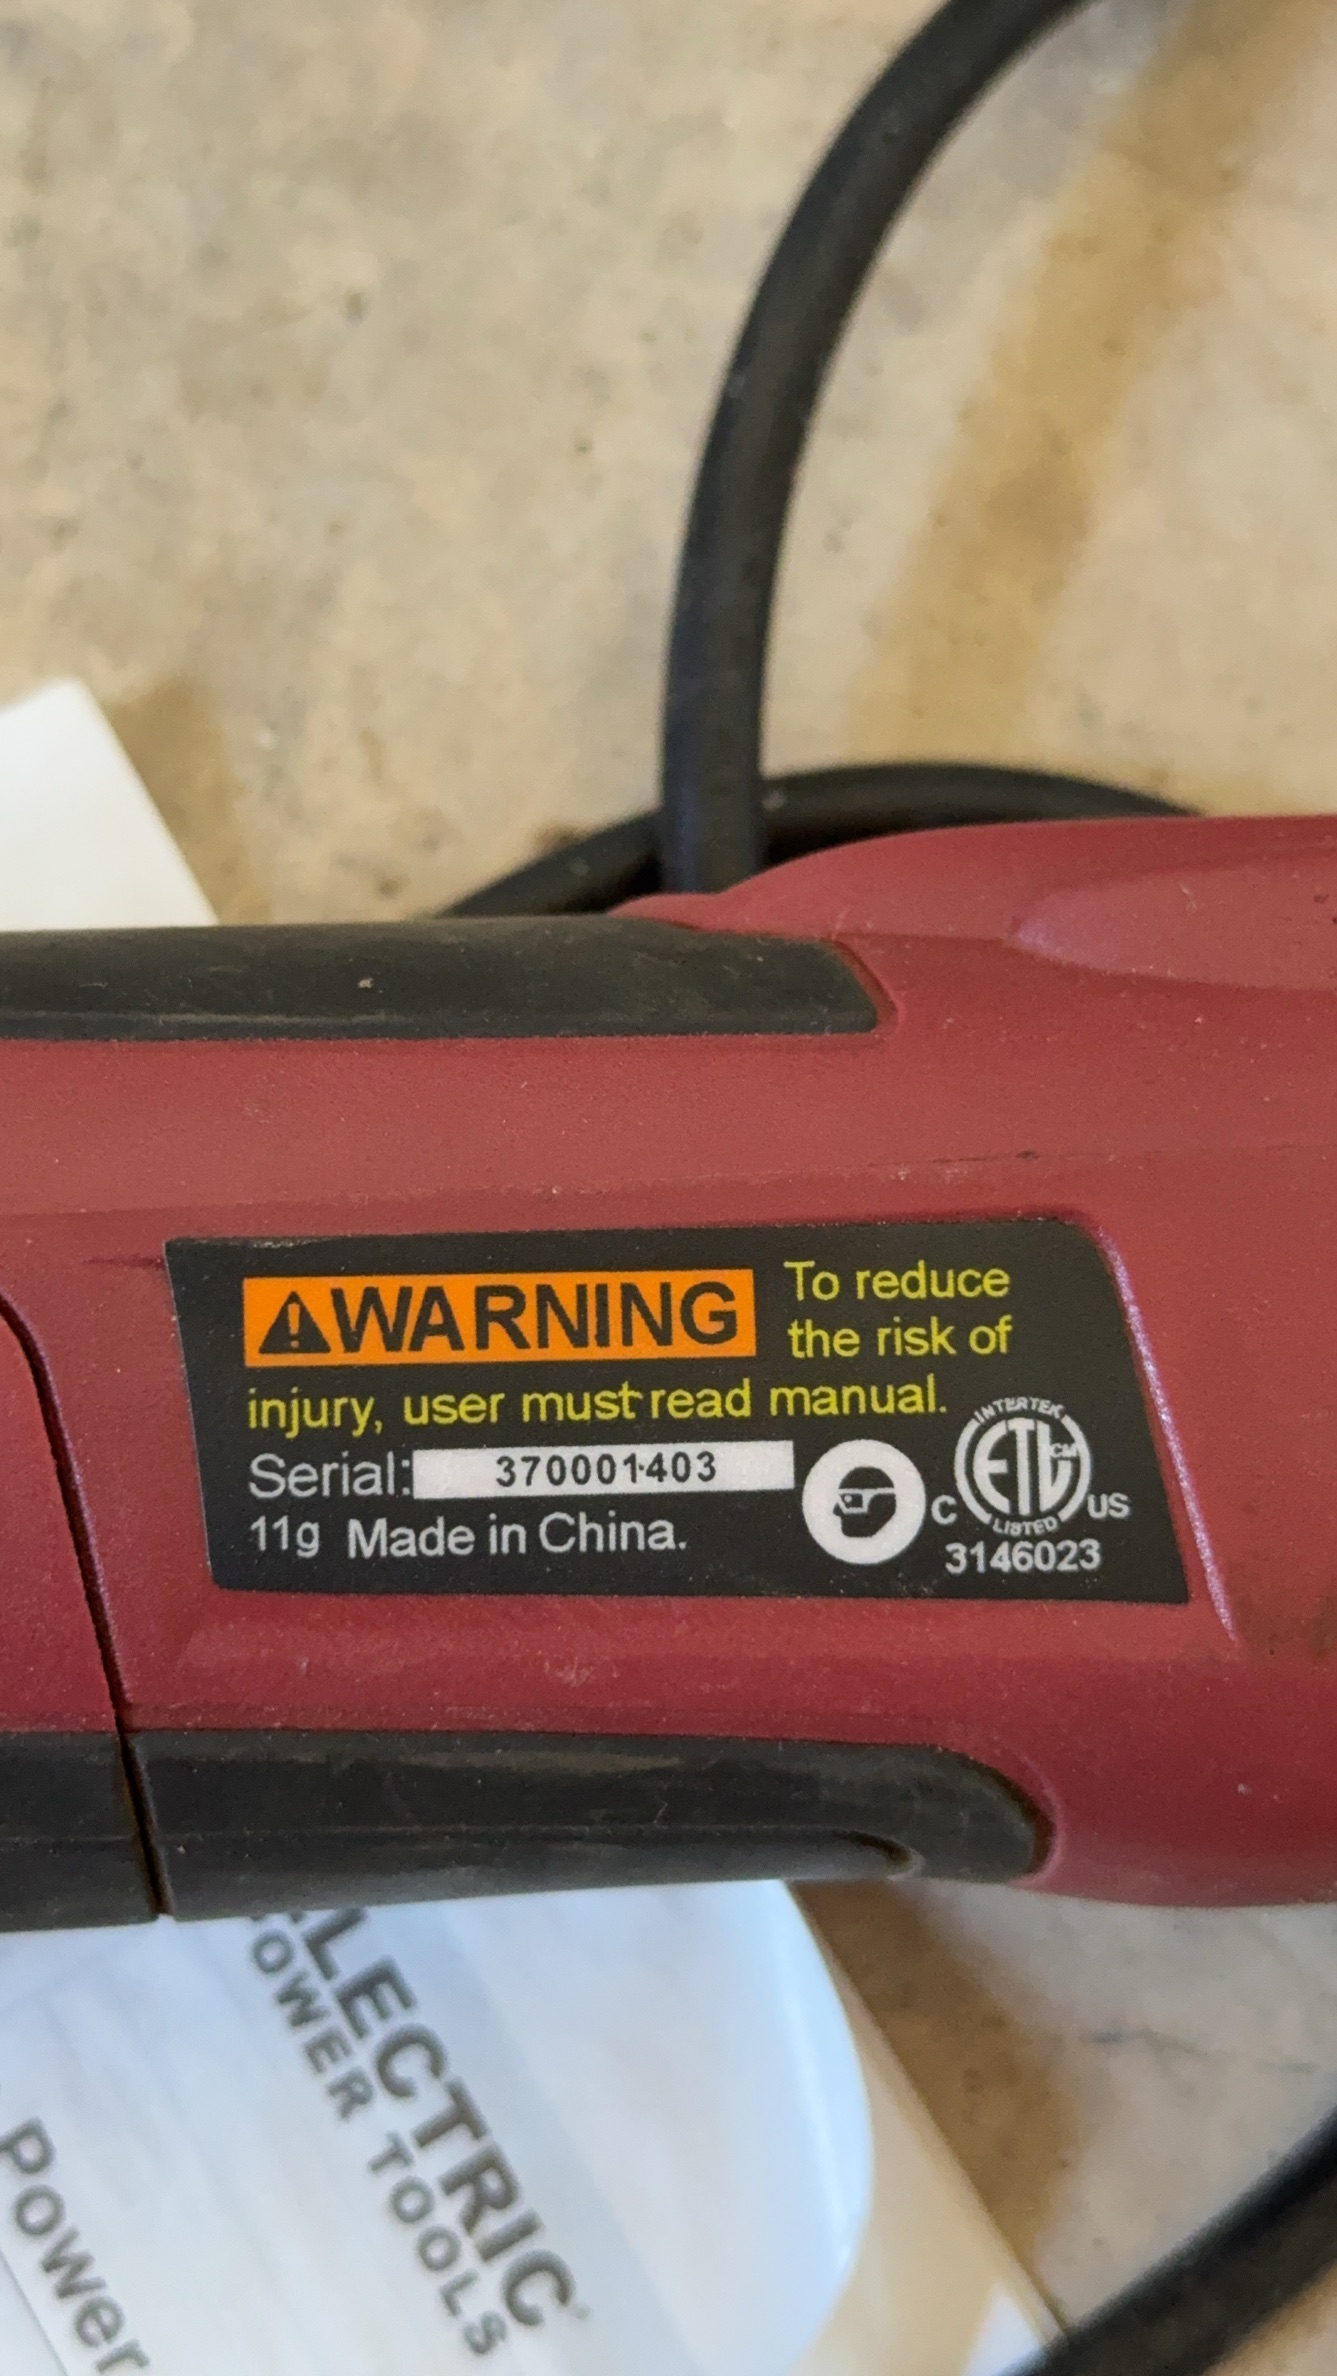 WARNING To reduce
the risk of
injury, user must read manual.
Serial: 370001403
11g Made in China.
INTERTEK
ETL CM
C US
LISTED
3146023
POWER TOOLS
Power